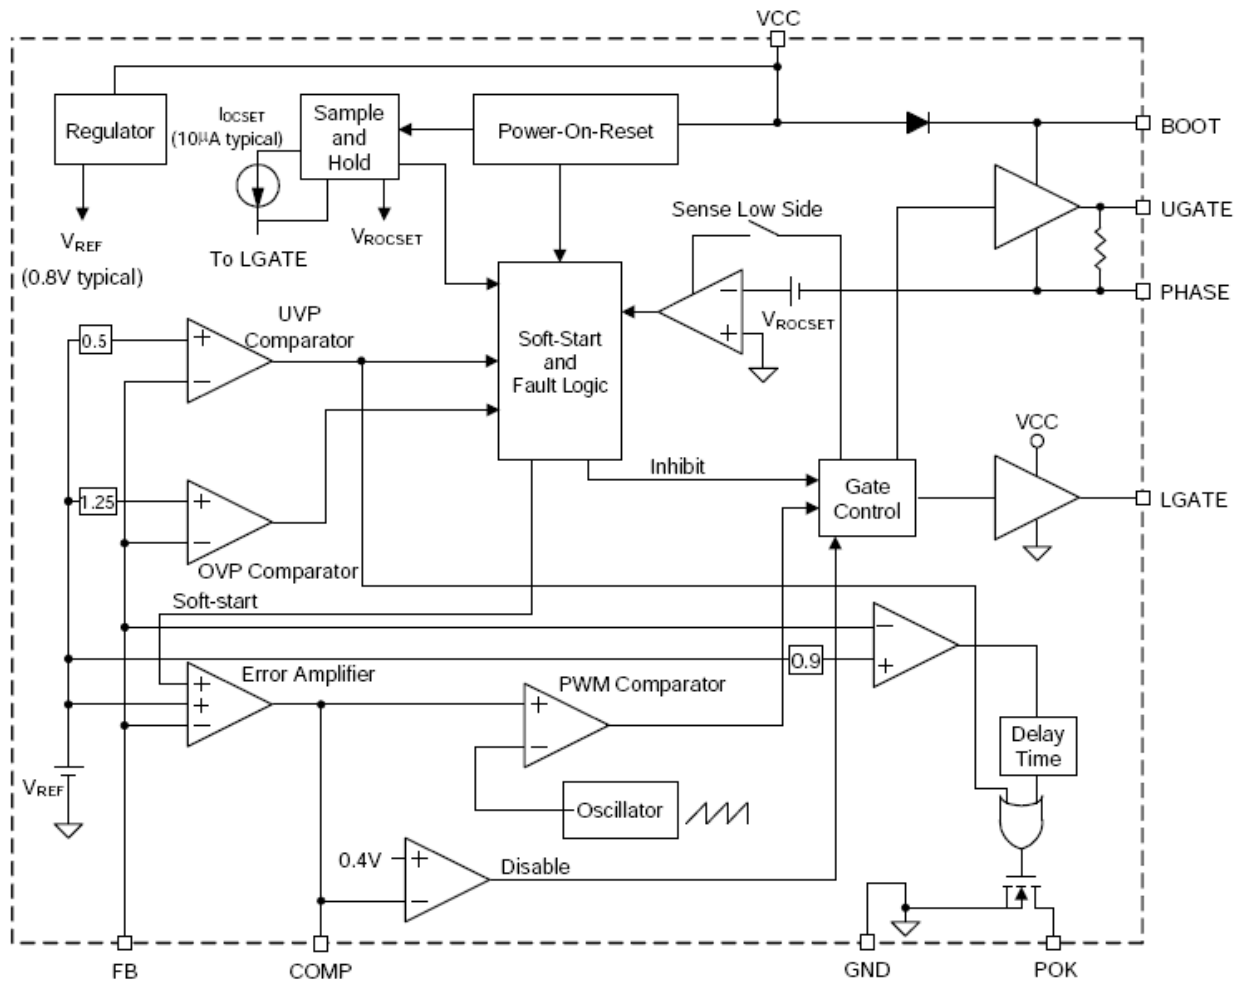 VCC
Regulator
IOCSET
(10µA typical)
Sample
and
Hold
Power-On-Reset
BOOT
Sense Low Side
UGATE
VREF
(0.8V typical)
To LGATE
VROCSET
PHASE
0.5
+
−
UVP
Comparator
Soft-Start
and
Fault Logic
−
+
VROCSET
VCC
Inhibit
Gate
Control
LGATE
1.25
+
−
OVP Comparator
Soft-start
−
+
0.9
Error Amplifier
+
+
−
PWM Comparator
+
−
Delay
Time
VREF
Oscillator
0.4V
+
−
Disable
FB
COMP
GND
POK